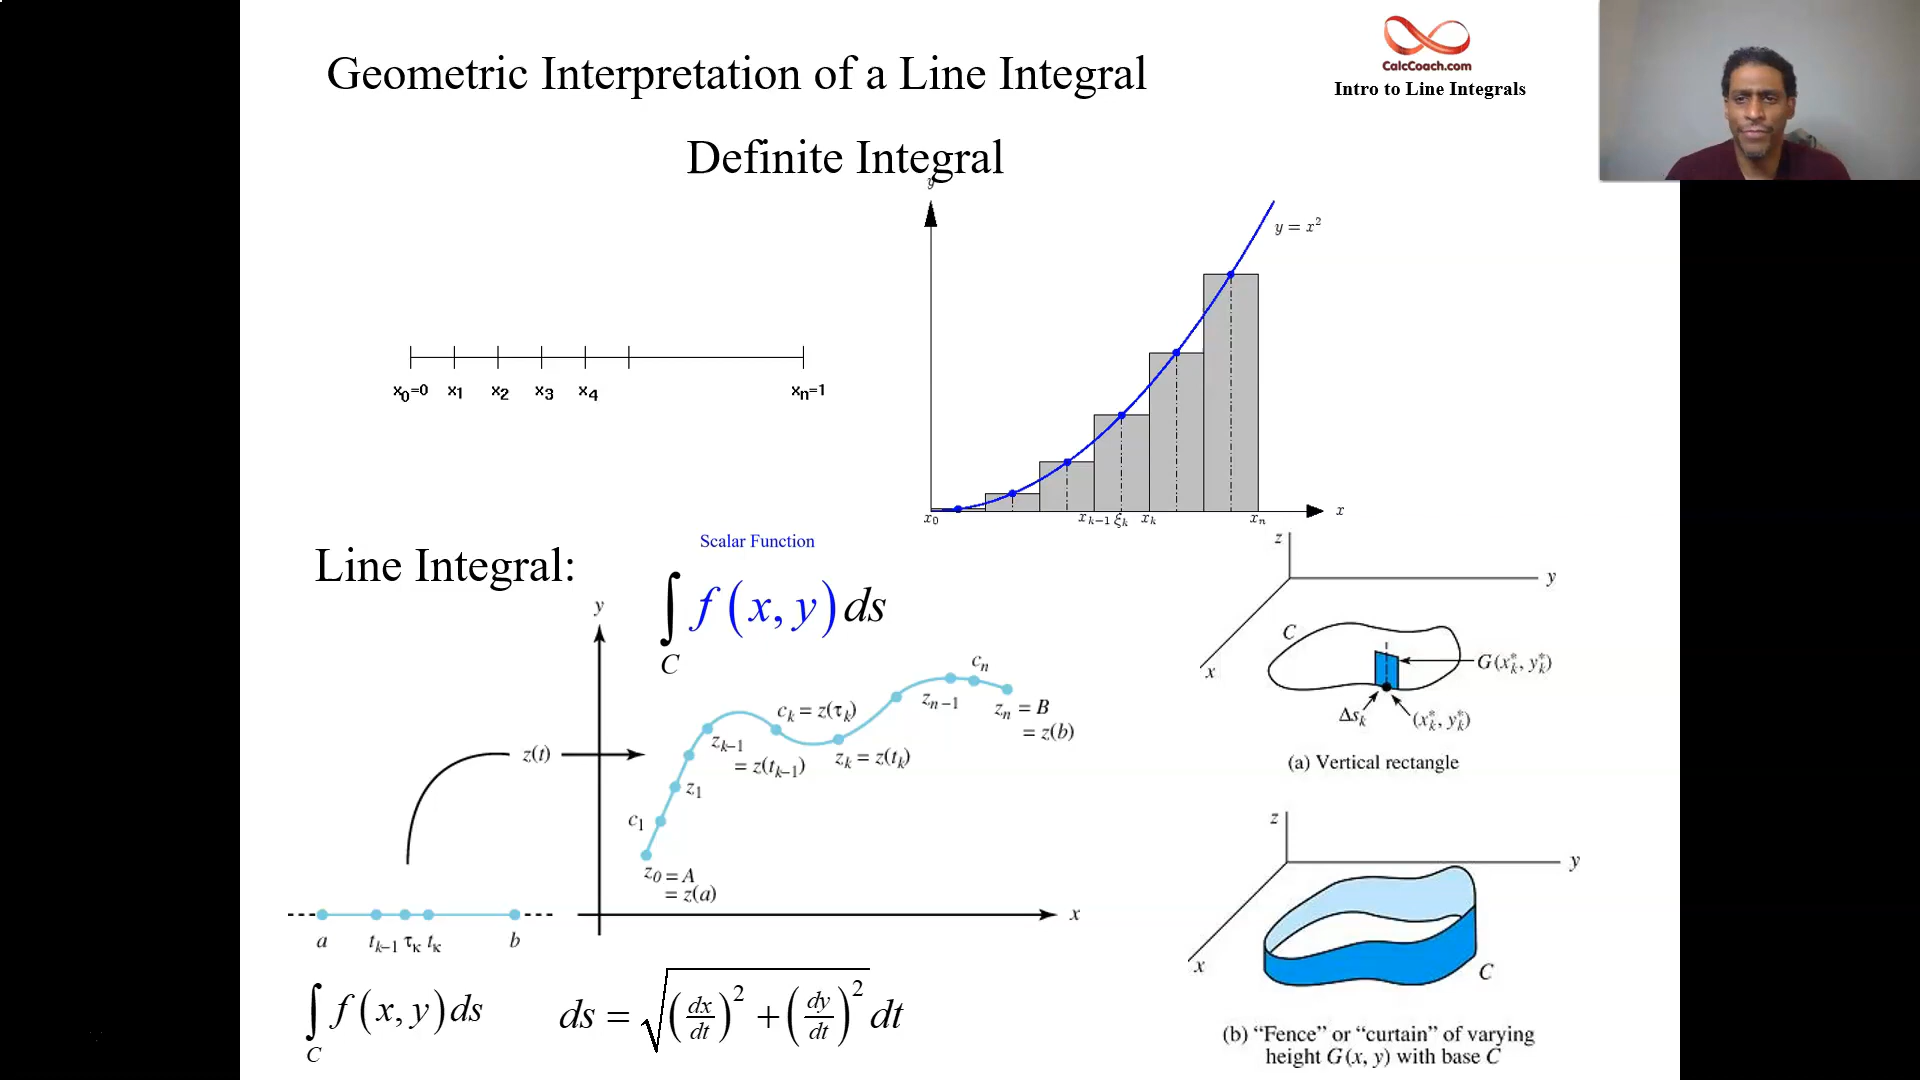 Geometric Interpretation of a Line Integral
CalcCoach.com
Intro to Line Integrals
Definite Integral
y
y = x²
x₀=0 x₁ x₂ x₃ x₄ xₙ=1
x₀ xₖ₋₁ ξₖ xₖ xₙ x
Scalar Function
Line Integral:
∫_C f(x, y) ds
z
y
x
C
G(x*ₖ, y*ₖ)
Δsₖ
(x*ₖ, y*ₖ)
(a) Vertical rectangle
y
cₙ
zₙ₋₁
zₙ = B
= z(b)
cₖ = z(τₖ)
zₖ₋₁
= z(tₖ₋₁)
zₖ = z(tₖ)
z(t)
z₁
c₁
z₀ = A
= z(a)
x
a tₖ₋₁ τₖ tₖ b
z
y
x
C
∫_C f(x, y) ds
ds = √((dx/dt)² + (dy/dt)²) dt
(b) “Fence” or “curtain” of varying
height G(x, y) with base C